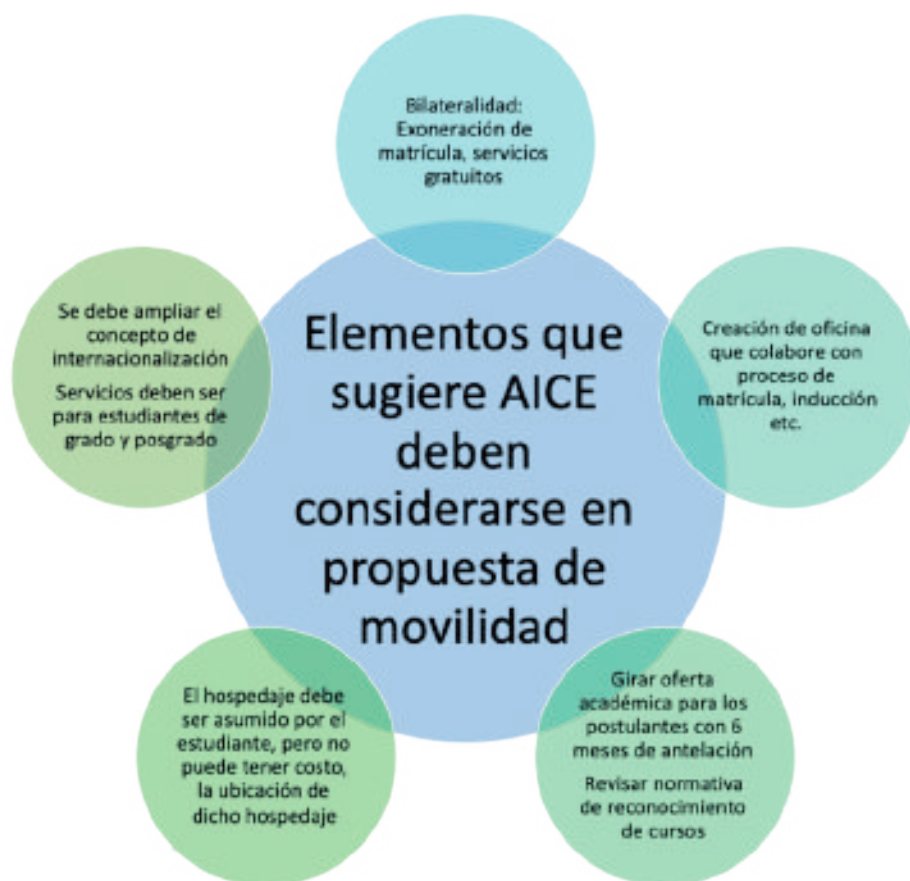 Bilateralidad:
Exoneración de
matrícula, servicios
gratuitos
Creación de oficina
que colabore con
proceso de
matrícula, inducción
etc.
Girar oferta
académica para los
postulantes con 6
meses de antelación
Revisar normativa
de reconocimiento
de cursos
El hospedaje debe
ser asumido por el
estudiante, pero no
puede tener costo,
la ubicación de
dicho hospedaje
Se debe ampliar el
concepto de
internacionalización
Servicios deben ser
para estudiantes de
grado y posgrado
Elementos que
sugiere AICE
deben
considerarse en
propuesta de
movilidad